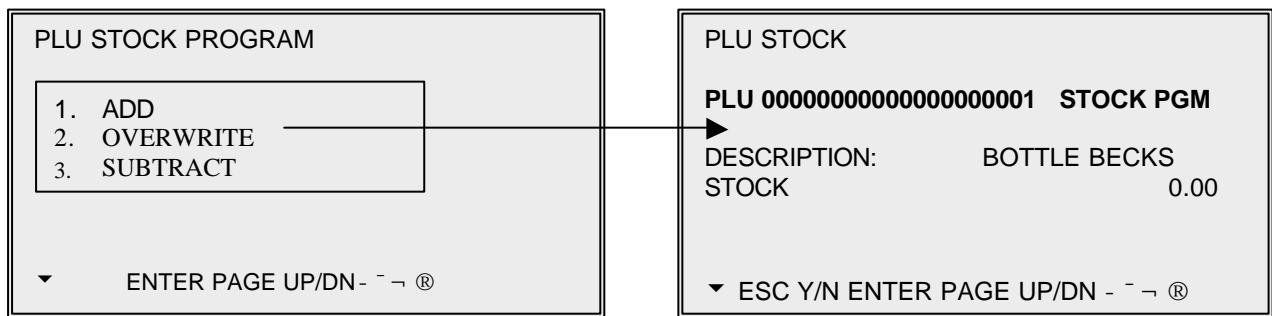 PLU STOCK PROGRAM
1. ADD
2. OVERWRITE
3. SUBTRACT
ENTER PAGE UP/DN - ¯ ¬ ®
PLU STOCK
PLU 00000000000000000001 STOCK PGM
DESCRIPTION: BOTTLE BECKS
STOCK 0.00
ESC Y/N ENTER PAGE UP/DN - ¯ ¬ ®